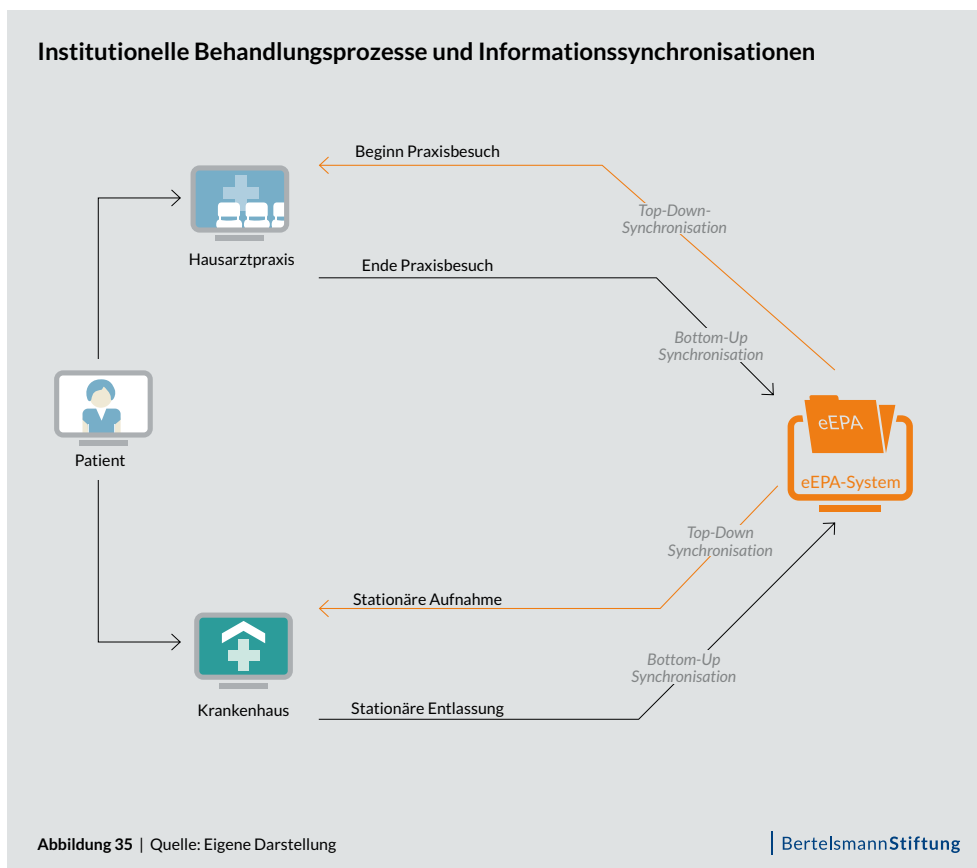 Institutionelle Behandlungsprozesse und Informationssynchronisationen
Beginn Praxisbesuch
Top-Down-
Synchronisation
Hausarztpraxis
Ende Praxisbesuch
Bottom-Up
Synchronisation
Patient
eEPA
eEPA-System
Top-Down
Synchronisation
Stationäre Aufnahme
Bottom-Up
Synchronisation
Krankenhaus
Stationäre Entlassung
Abbildung 35 | Quelle: Eigene Darstellung
BertelsmannStiftung